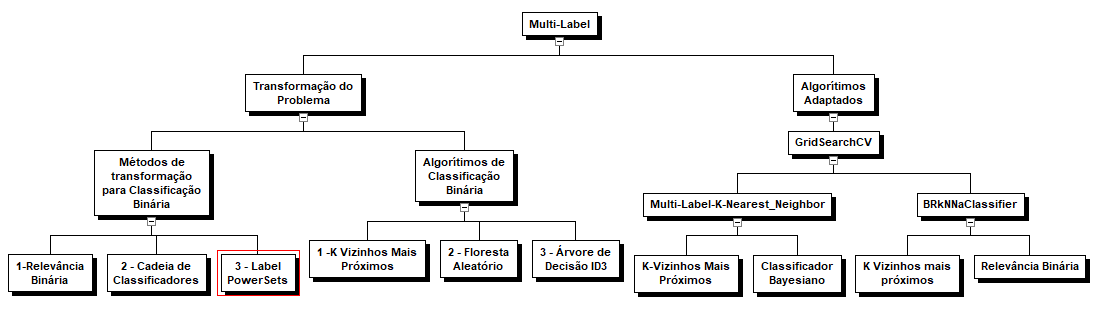 Multi-Label
Transformação do
Problema
Algorítimos
Adaptados
GridSearchCV
Métodos de
transformação
para Classificação
Binária
Algorítimos de
Classificação
Binária
Multi-Label-K-Nearest_Neighbor
BRkNNaClassifier
1-Relevância
Binária
2 - Cadeia de
Classificadores
3 - Label
PowerSets
1 -K Vizinhos Mais
Próximos
2 - Floresta
Aleatório
3 - Árvore de
Decisão ID3
K-Vizinhos Mais
Próximos
Classificador
Bayesiano
K Vizinhos mais
próximos
Relevância Binária